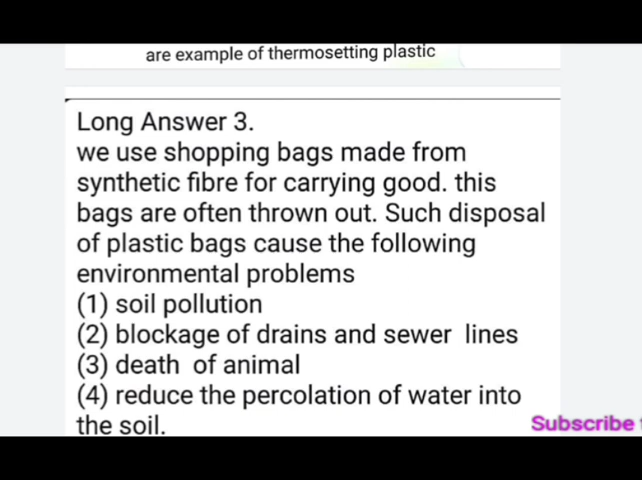 are example of thermosetting plastic
Long Answer 3.
we use shopping bags made from
synthetic fibre for carrying good. this
bags are often thrown out. Such disposal
of plastic bags cause the following
environmental problems
(1) soil pollution
(2) blockage of drains and sewer lines
(3) death of animal
(4) reduce the percolation of water into
the soil.
Subscribe